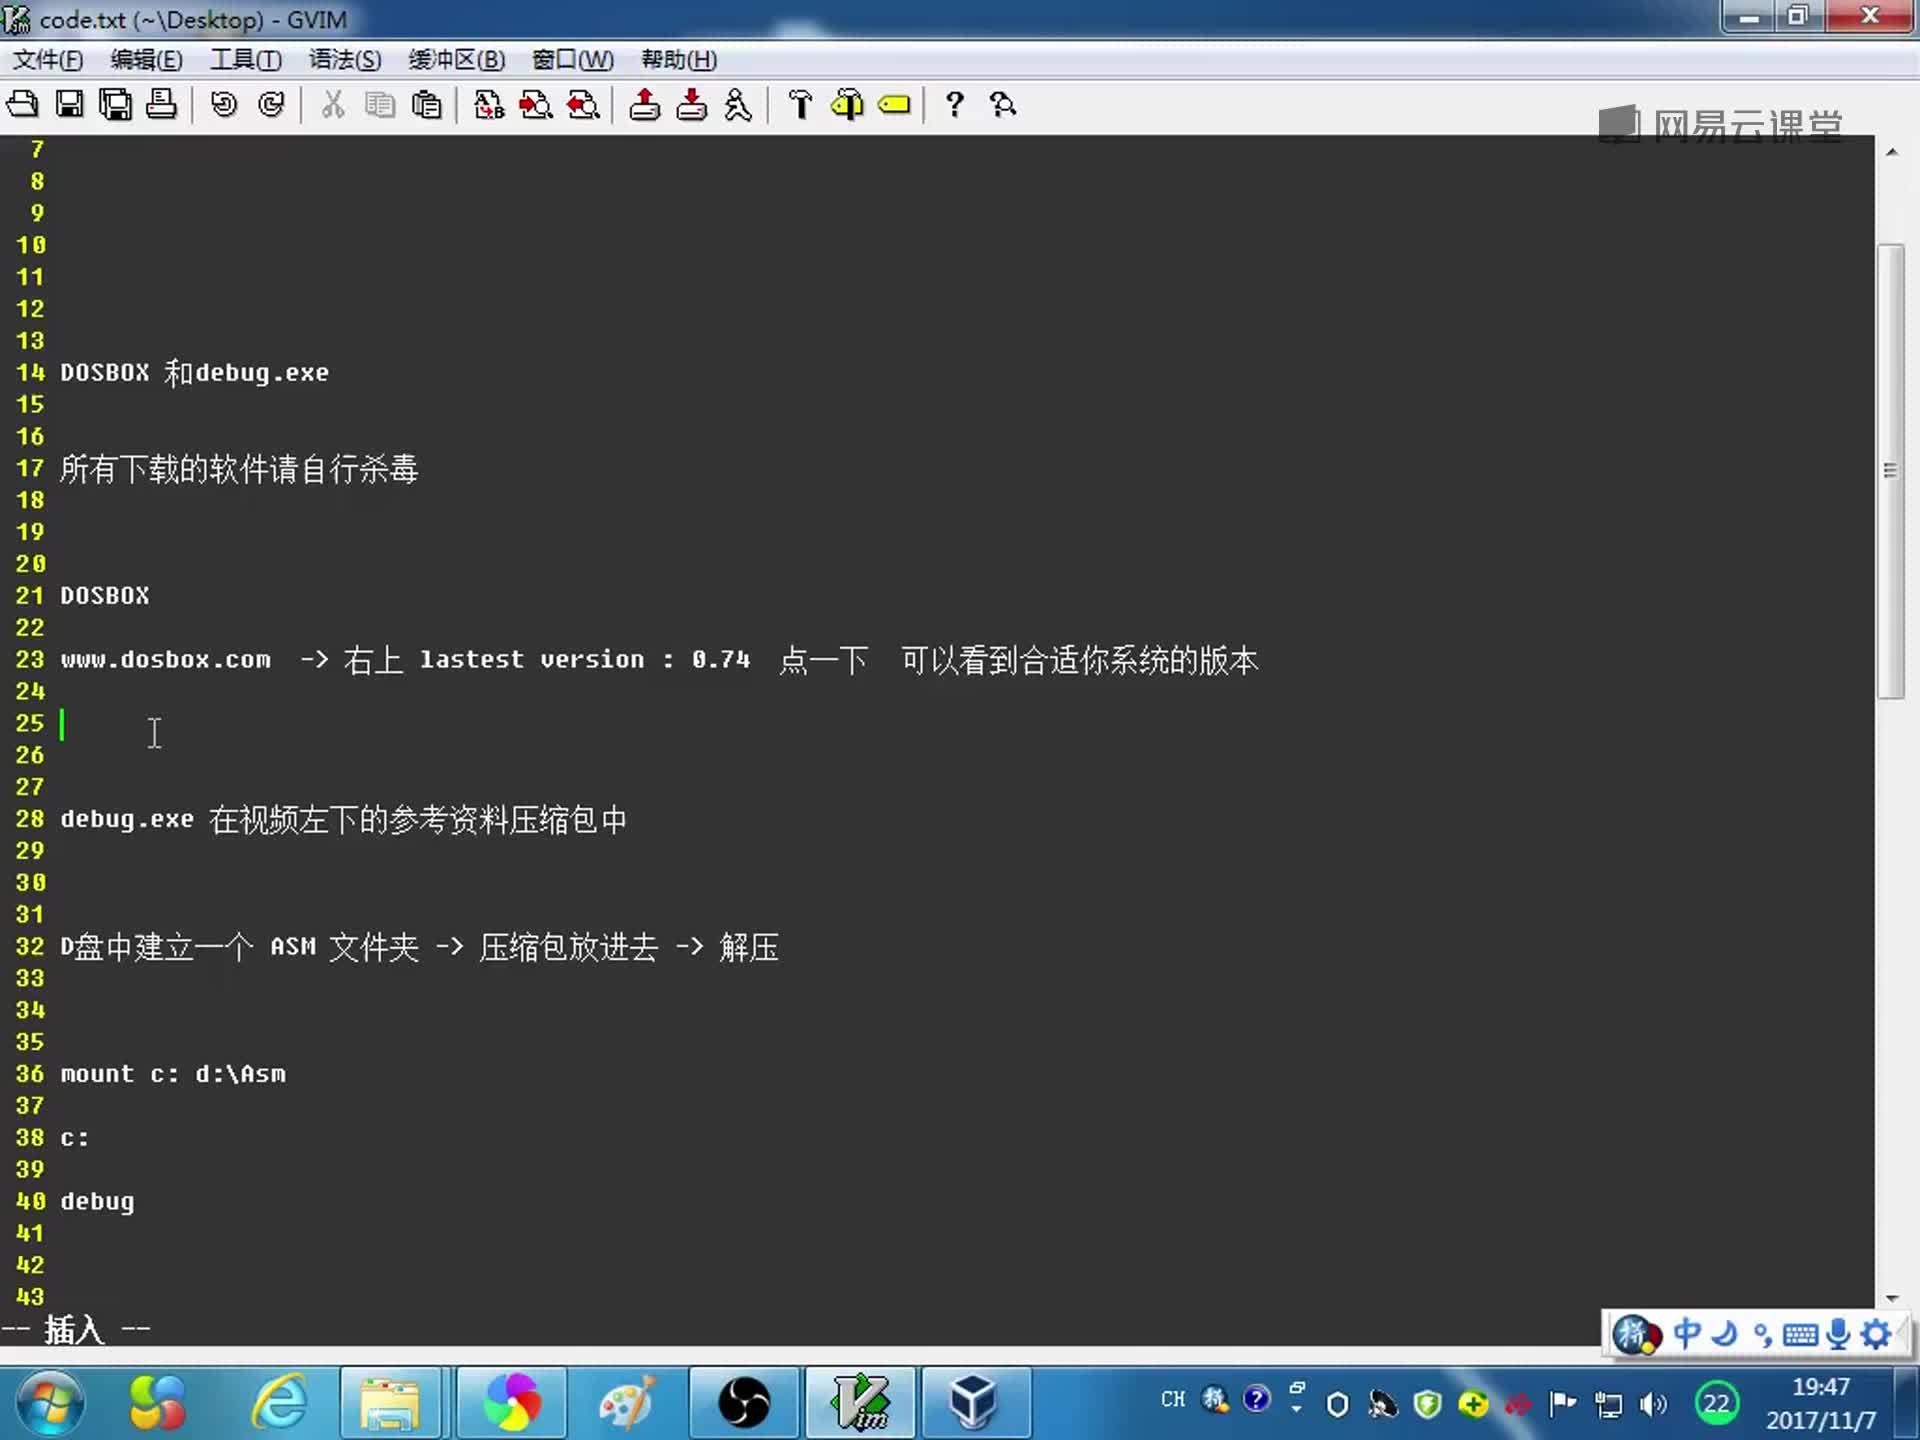 code.txt (~\Desktop) - GVIM
文件(F) 编辑(E) 工具(T) 语法(S) 缓冲区(B) 窗口(W) 帮助(H)
网易云课堂
7
8
9
10
11
12
13
14 DOSBOX 和debug.exe
15
16
17 所有下载的软件请自行杀毒
18
19
20
21 DOSBOX
22
23 www.dosbox.com -> 右上 lastest version : 0.74 点一下 可以看到合适你系统的版本
24
25
26
27
28 debug.exe 在视频左下的参考资料压缩包中
29
30
31
32 D盘中建立一个 ASM 文件夹 -> 压缩包放进去 -> 解压
33
34
35
36 mount c: d:\Asm
37
38 c:
39
40 debug
41
42
43
-- 插入 --
拼 中
CH 22 19:47
2017/11/7